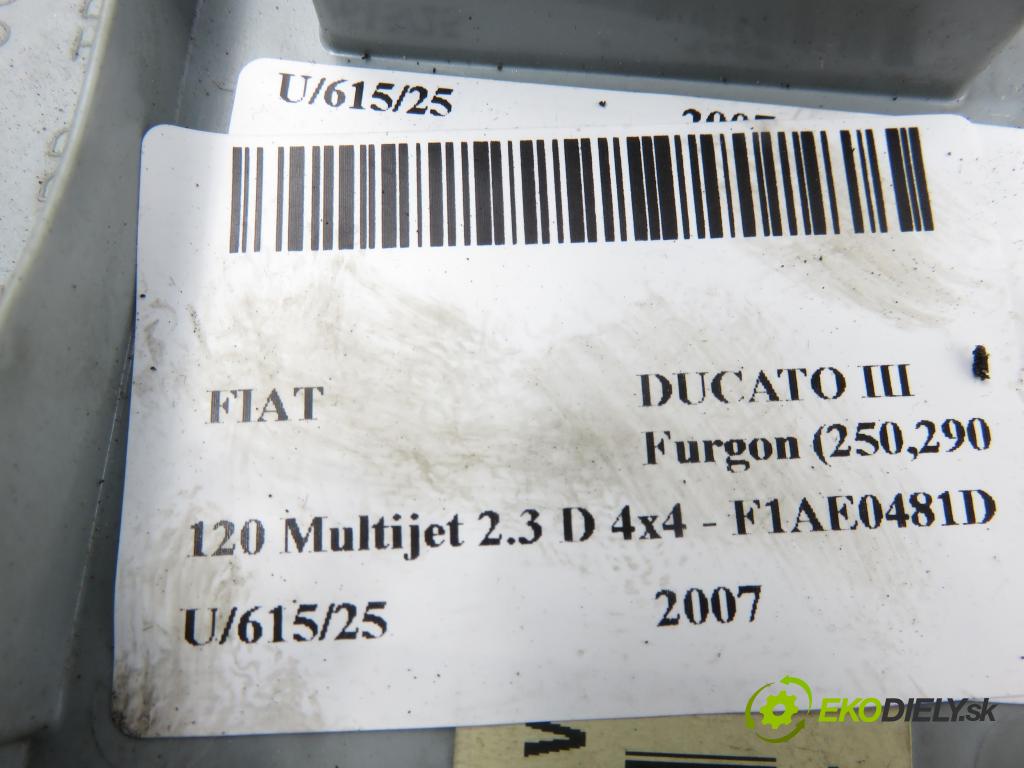 U/615/25
2007
FIAT
DUCATO III
Furgon (250,290
120 Multijet 2.3 D 4x4 - F1AE0481D
U/615/25
2007
EKODIELY.sk